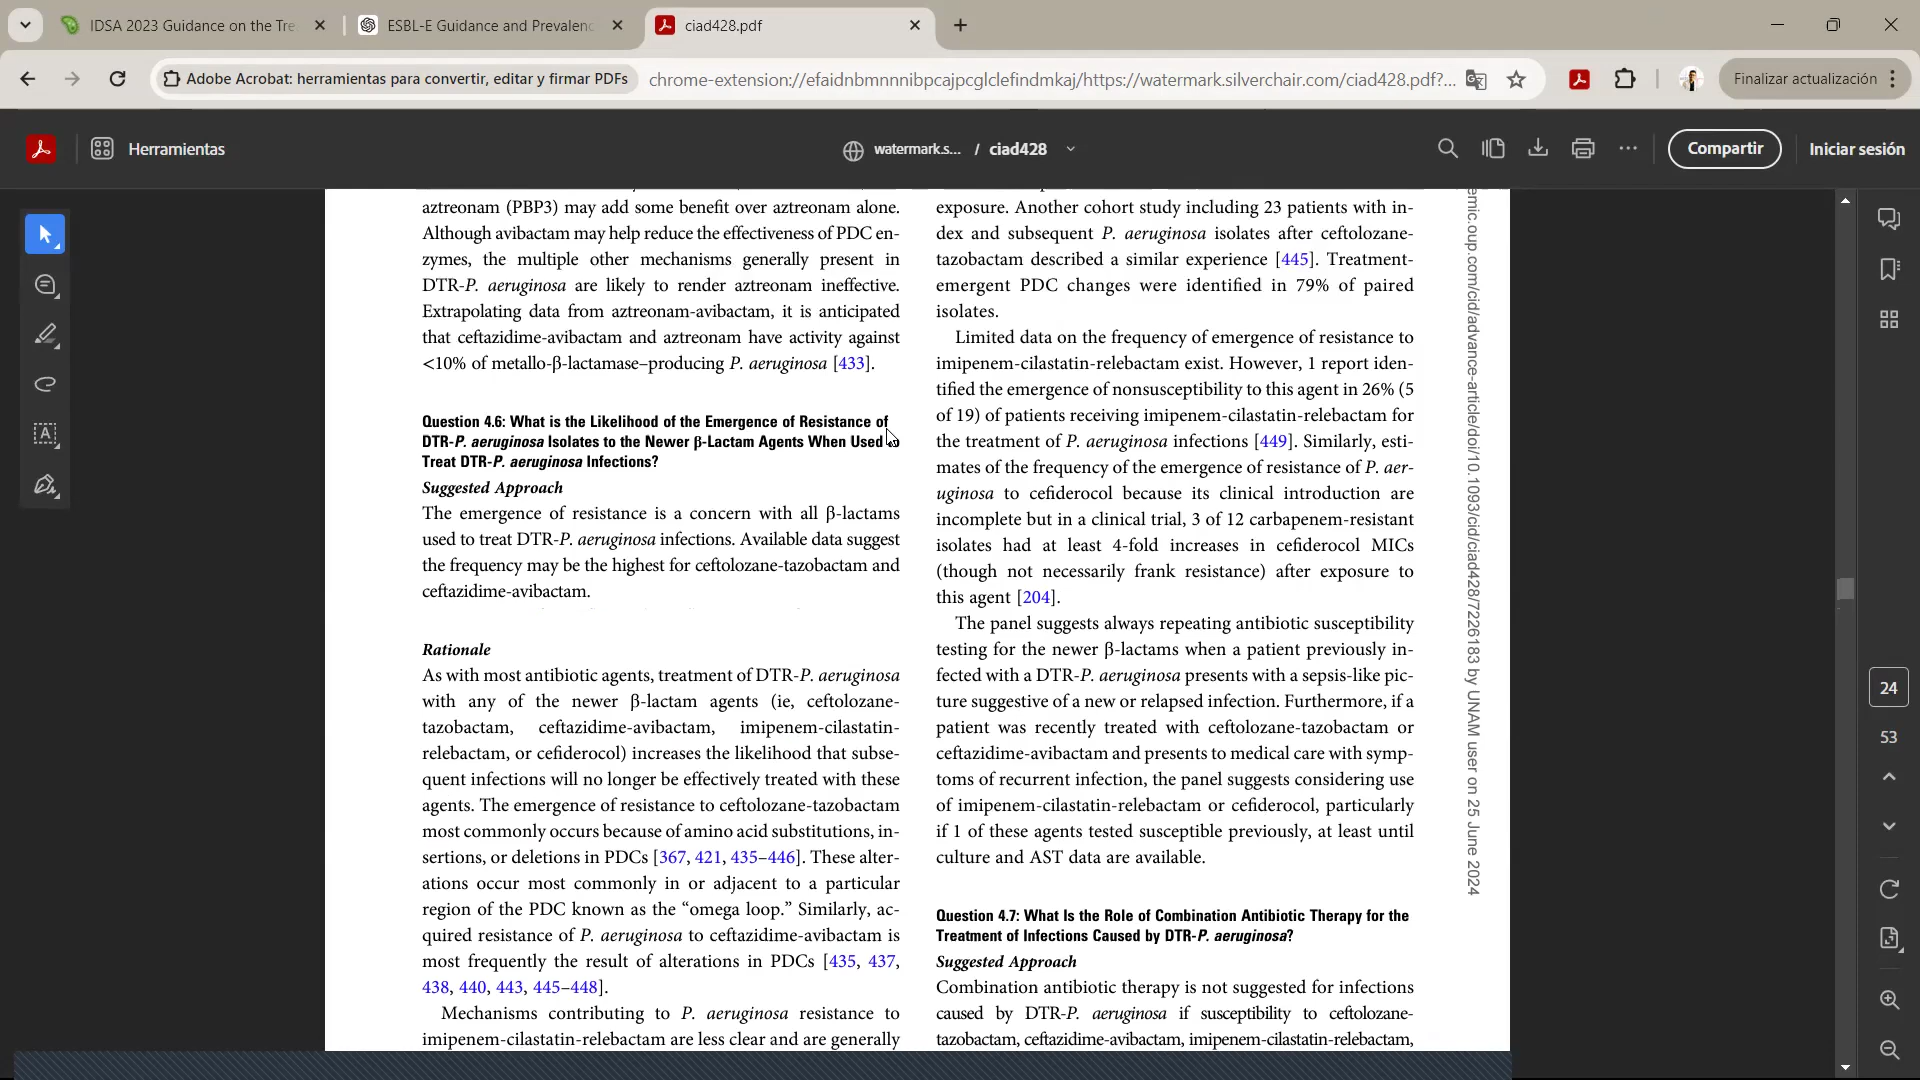 IDSA 2023 Guidance on the Tre
ESBL-E Guidance and Prevalenc
ciad428.pdf
Adobe Acrobat: herramientas para convertir, editar y firmar PDFs
chrome-extension://efaidnbmnnnibpcajpcglclefindmkaj/https://watermark.silverchair.com/ciad428.pdf?...
Finalizar actualización
Herramientas
watermark.s... / ciad428
Compartir
Iniciar sesión
aztreonam (PBP3) may add some benefit over aztreonam alone.
Although avibactam may help reduce the effectiveness of PDC en-
zymes, the multiple other mechanisms generally present in
DTR-P. aeruginosa are likely to render aztreonam ineffective.
Extrapolating data from aztreonam-avibactam, it is anticipated
that ceftazidime-avibactam and aztreonam have activity against
<10% of metallo-β-lactamase–producing P. aeruginosa [433].
Question 4.6: What is the Likelihood of the Emergence of Resistance of
DTR-P. aeruginosa Isolates to the Newer β-Lactam Agents When Used
Treat DTR-P. aeruginosa Infections?
Suggested Approach
The emergence of resistance is a concern with all β-lactams
used to treat DTR-P. aeruginosa infections. Available data suggest
the frequency may be the highest for ceftolozane-tazobactam and
ceftazidime-avibactam.
Rationale
As with most antibiotic agents, treatment of DTR-P. aeruginosa
with any of the newer β-lactam agents (ie, ceftolozane-
tazobactam, ceftazidime-avibactam, imipenem-cilastatin-
relebactam, or cefiderocol) increases the likelihood that subse-
quent infections will no longer be effectively treated with these
agents. The emergence of resistance to ceftolozane-tazobactam
most commonly occurs because of amino acid substitutions, in-
sertions, or deletions in PDCs [367, 421, 435–446]. These alter-
ations occur most commonly in or adjacent to a particular
region of the PDC known as the “omega loop.” Similarly, ac-
quired resistance of P. aeruginosa to ceftazidime-avibactam is
most frequently the result of alterations in PDCs [435, 437,
438, 440, 443, 445–448].
Mechanisms contributing to P. aeruginosa resistance to
imipenem-cilastatin-relebactam are less clear and are generally
exposure. Another cohort study including 23 patients with in-
dex and subsequent P. aeruginosa isolates after ceftolozane-
tazobactam described a similar experience [445]. Treatment-
emergent PDC changes were identified in 79% of paired
isolates.
Limited data on the frequency of emergence of resistance to
imipenem-cilastatin-relebactam exist. However, 1 report iden-
tified the emergence of nonsusceptibility to this agent in 26% (5
of 19) of patients receiving imipenem-cilastatin-relebactam for
the treatment of P. aeruginosa infections [449]. Similarly, esti-
mates of the frequency of the emergence of resistance of P. aer-
uginosa to cefiderocol because its clinical introduction are
incomplete but in a clinical trial, 3 of 12 carbapenem-resistant
isolates had at least 4-fold increases in cefiderocol MICs
(though not necessarily frank resistance) after exposure to
this agent [204].
The panel suggests always repeating antibiotic susceptibility
testing for the newer β-lactams when a patient previously in-
fected with a DTR-P. aeruginosa presents with a sepsis-like pic-
ture suggestive of a new or relapsed infection. Furthermore, if a
patient was recently treated with ceftolozane-tazobactam or
ceftazidime-avibactam and presents to medical care with symp-
toms of recurrent infection, the panel suggests considering use
of imipenem-cilastatin-relebactam or cefiderocol, particularly
if 1 of these agents tested susceptible previously, at least until
culture and AST data are available.
Question 4.7: What Is the Role of Combination Antibiotic Therapy for the
Treatment of Infections Caused by DTR-P. aeruginosa?
Suggested Approach
Combination antibiotic therapy is not suggested for infections
caused by DTR-P. aeruginosa if susceptibility to ceftolozane-
tazobactam, ceftazidime-avibactam, imipenem-cilastatin-relebactam,
emic.oup.com/cid/advance-article/doi/10.1093/cid/ciad428/7226183 by UNAM user on 25 June 2024
24
53